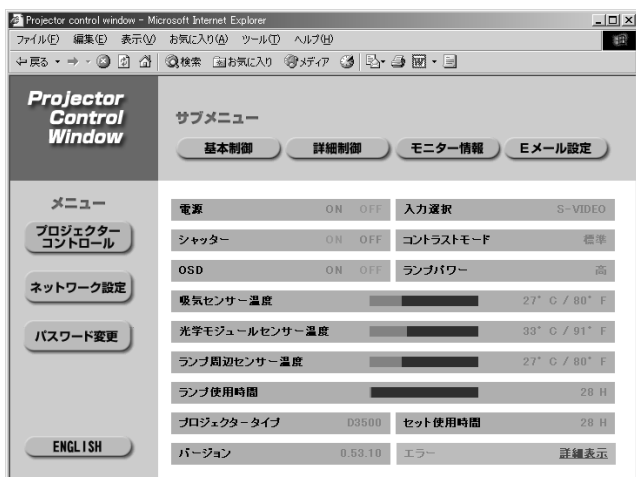 Projector control window - Microsoft Internet Explorer
ファイル(F) 編集(E) 表示(V) お気に入り(A) ツール(T) ヘルプ(H)
戻る 検索 お気に入り メディア
Projector
Control
Window
サブメニュー
基本制御 詳細制御 モニター情報 Eメール設定
メニュー
プロジェクター
コントロール
ネットワーク設定
パスワード変更
ENGLISH
電源 ON OFF 入力選択 S-VIDEO
シャッター ON OFF コントラストモード 標準
OSD ON OFF ランプパワー 高
吸気センサー温度 27° C / 80° F
光学モジュールセンサー温度 33° C / 91° F
ランプ周辺センサー温度 27° C / 80° F
ランプ使用時間 28 H
プロジェクタータイプ D3500 セット使用時間 28 H
バージョン 0.53.10 エラー 詳細表示